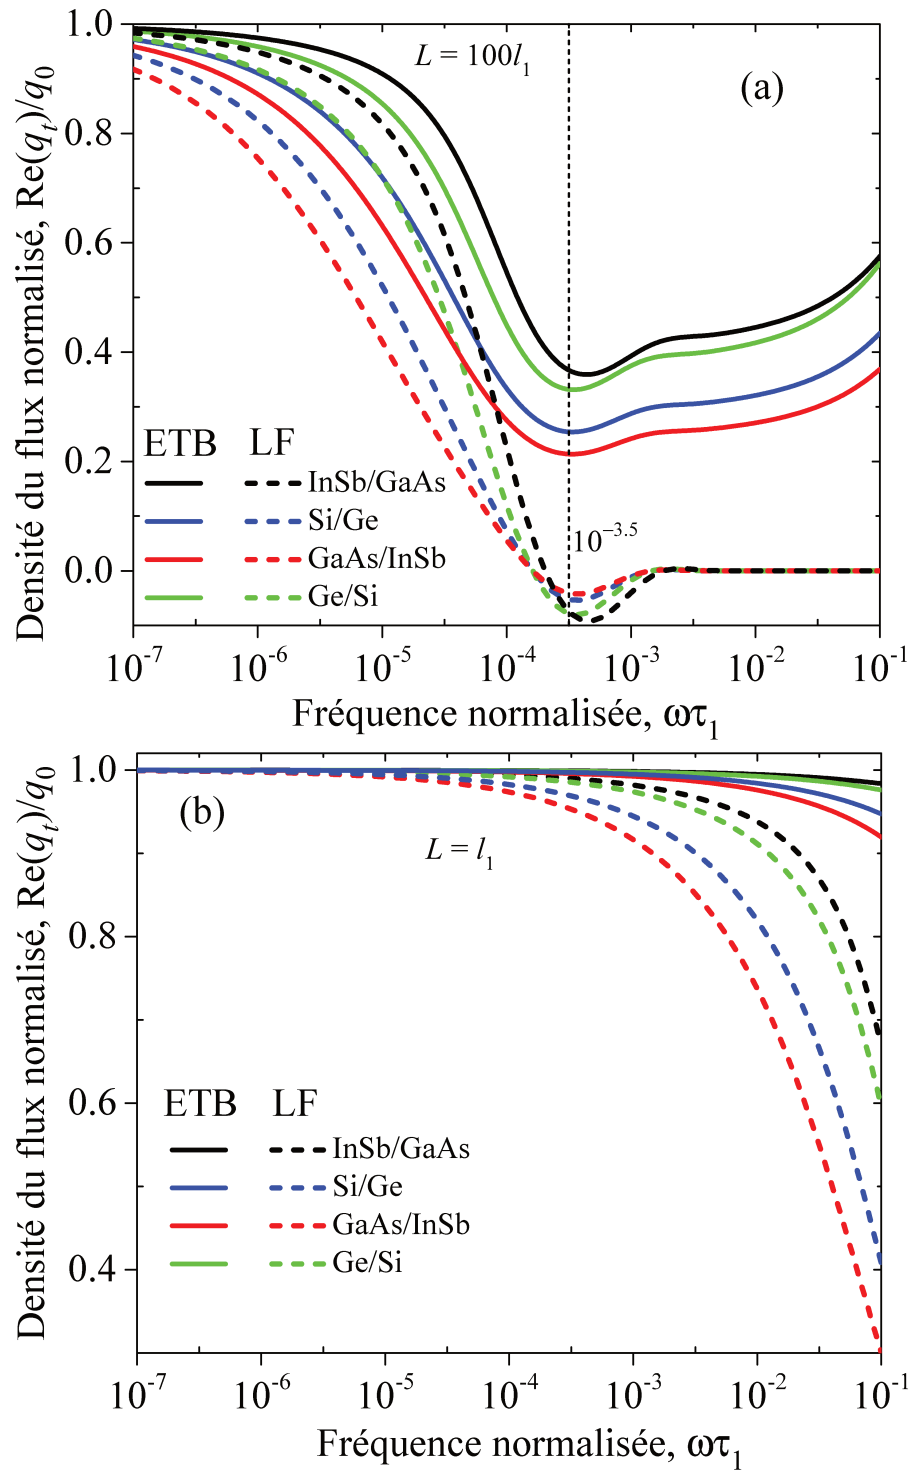 (a)
L = 100l₁
Densité du flux normalisé, Re(qₜ)/q₀
1.0
0.8
0.6
0.4
0.2
0.0
ETB LF
InSb/GaAs
Si/Ge
GaAs/InSb
Ge/Si
10⁻³·⁵
10⁻⁷ 10⁻⁶ 10⁻⁵ 10⁻⁴ 10⁻³ 10⁻² 10⁻¹
Fréquence normalisée, ωτ₁
(b)
L = l₁
Densité du flux normalisé, Re(qₜ)/q₀
1.0
0.8
0.6
0.4
ETB LF
InSb/GaAs
Si/Ge
GaAs/InSb
Ge/Si
10⁻⁷ 10⁻⁶ 10⁻⁵ 10⁻⁴ 10⁻³ 10⁻² 10⁻¹
Fréquence normalisée, ωτ₁